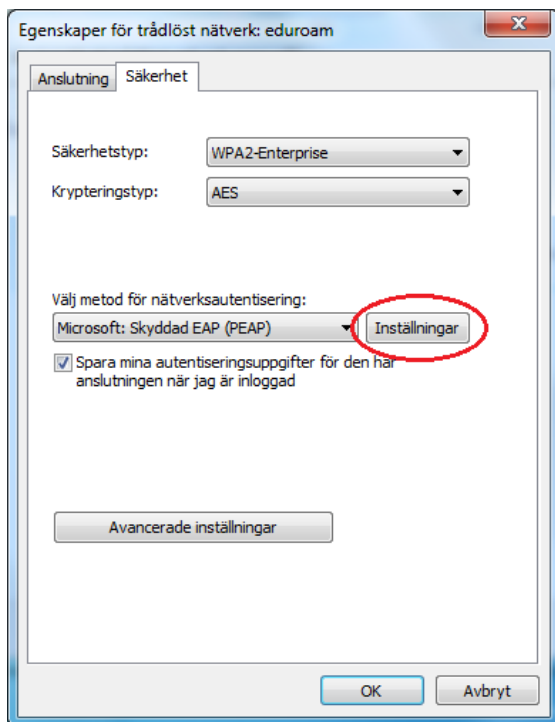 Egenskaper för trådlöst nätverk: eduroam
Anslutning Säkerhet
Säkerhetstyp: WPA2-Enterprise
Krypteringstyp: AES
Välj metod för nätverksautentisering:
Microsoft: Skyddad EAP (PEAP) Inställningar
Spara mina autentiseringsuppgifter för den här
anslutningen när jag är inloggad
Avancerade inställningar
OK Avbryt